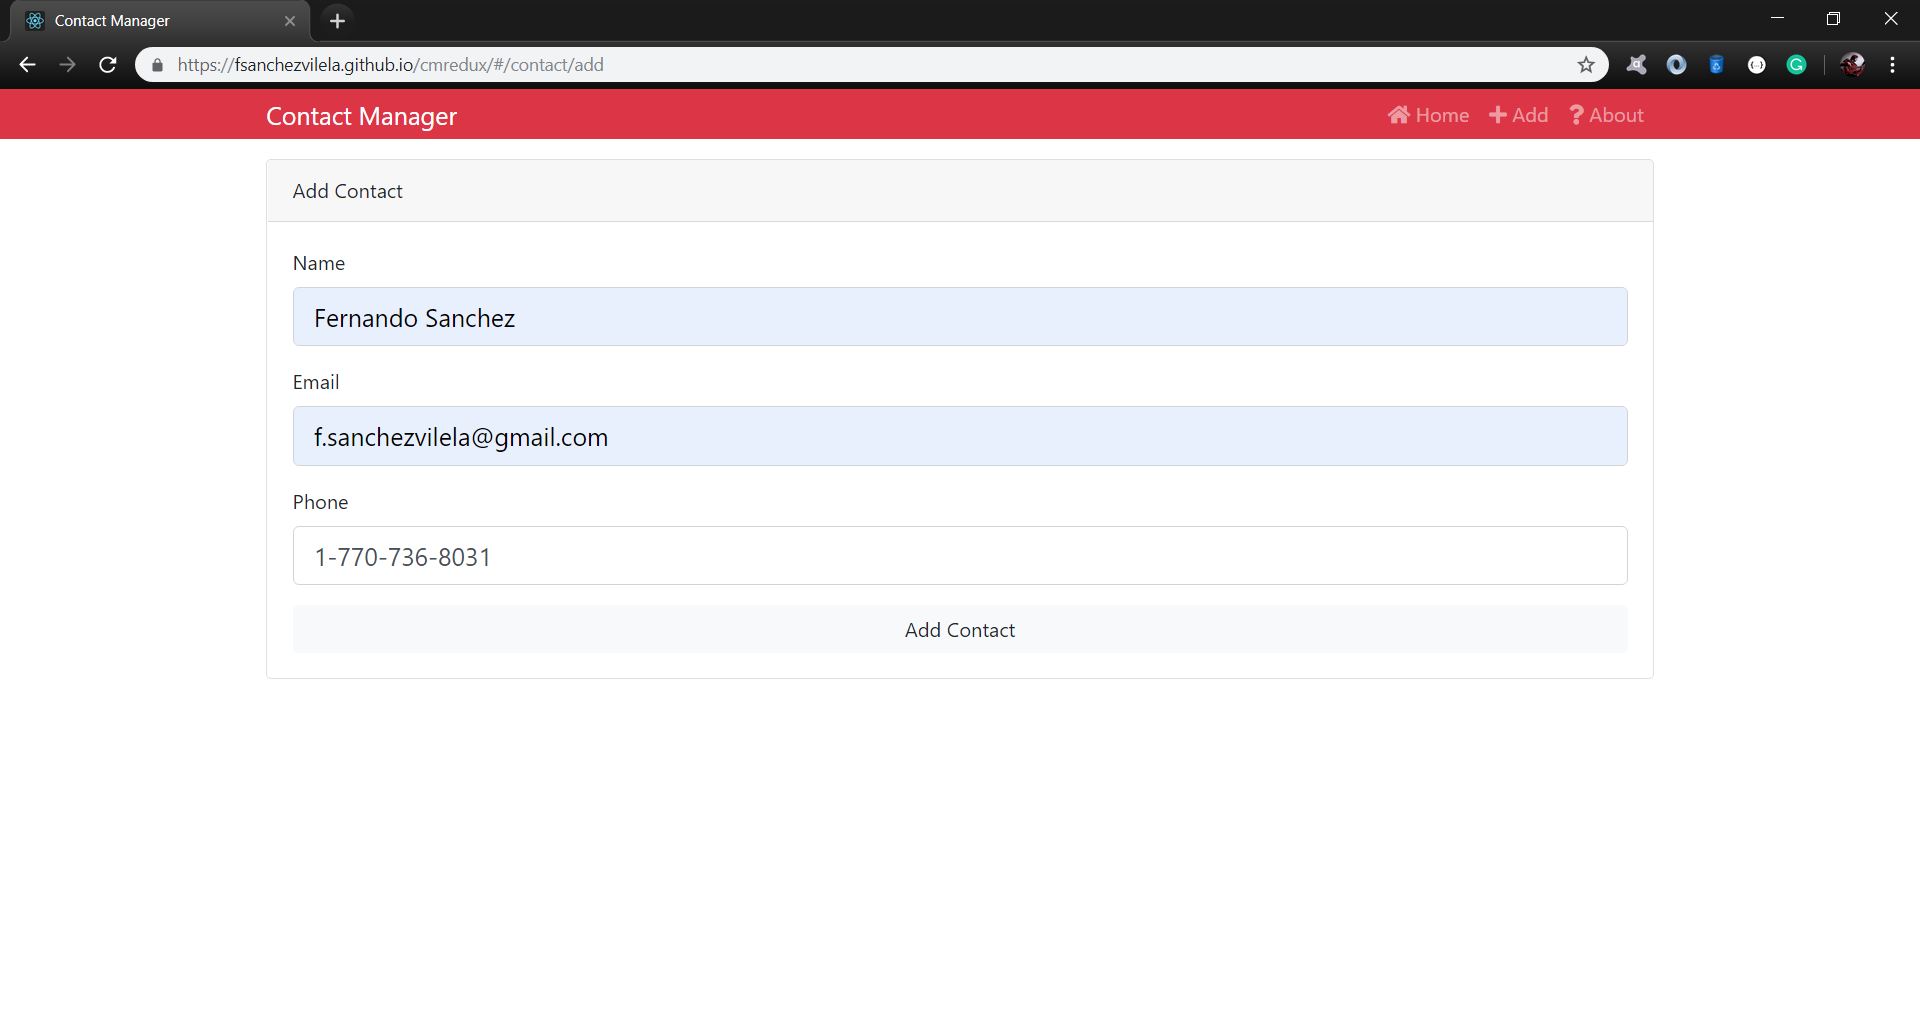 Contact Manager
https://fsanchezvilela.github.io/cmredux/#/contact/add
Contact Manager Home Add About
Add Contact
Name
Fernando Sanchez
Email
f.sanchezvilela@gmail.com
Phone
1-770-736-8031
Add Contact